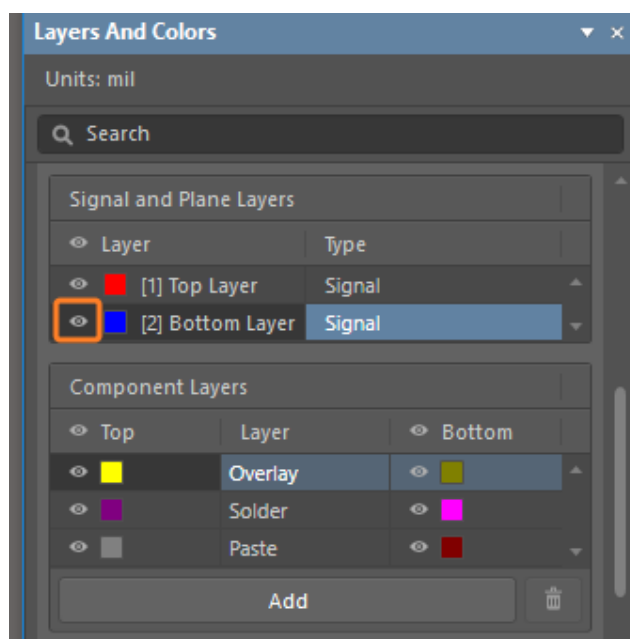 Layers And Colors
Units: mil
Search
Signal and Plane Layers
Layer Type
[1] Top Layer Signal
[2] Bottom Layer Signal
Component Layers
Top Layer Bottom
Overlay
Solder
Paste
Add